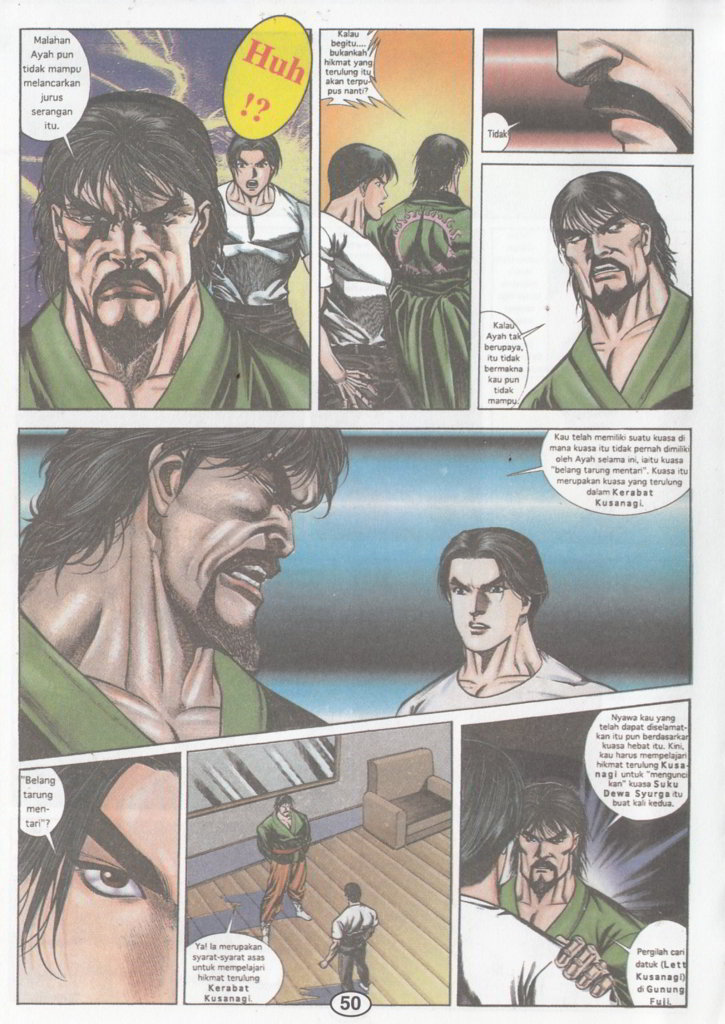 Malahan
Ayah pun
tidak mampu
melancarkan
jurus
serangan
itu.
Huh
!?
Kalau
begitu....
bukankah
hikmat yang
terulung itu
akan terpu-
pus nanti?
Tidak
Kalau
Ayah tak
berupaya,
itu tidak
bermakna
kau pun
tidak
mampu.
Kau telah memiliki suatu kuasa di
mana kuasa itu tidak pernah dimiliki
oleh Ayah selama ini, iaitu kuasa
"belang tarung mentari". Kuasa itu
merupakan kuasa yang terulung
dalam Kerabat
Kusanagi.
"Belang
tarung
men-
tari"?
Ya! Ia merupakan
syarat-syarat asas
untuk mempelajari
hikmat terulung
Kerabat
Kusanagi.
Nyawa kau yang
telah dapat diselamat-
kan itu pun berdasarkan
kuasa hebat itu. Kini,
kau harus mempelajari
hikmat terulung Kusa-
nagi untuk "mengunci
kan" kuasa Suku
Dewa Syurga itu
buat kali kedua.
Pergilah cari
datuk (Lett
Kusanagi)
di Gunung
Fuji.
50